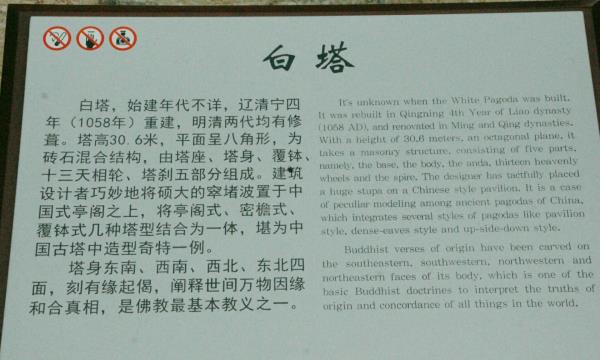 白塔
白塔，始建年代不详，辽清宁四
年（1058年）重建，明清两代均有修
葺。塔高30.6米，平面呈八角形，为
砖石混合结构，由塔座、塔身、覆钵、
十三天相轮、塔刹五部分组成。建筑
设计者巧妙地将硕大的窣堵波置于中
国式亭阁之上，将亭阁式、密檐式、
覆钵式几种塔型结合为一体，堪为中
国古塔中造型奇特一例。
塔身东南、西南、西北、东北四
面，刻有缘起偈，阐释世间万物因缘
和合真相，是佛教最基本教义之一。
It's unknown when the White Pagoda was built.
It was rebuilt in Qingning 4th Year of Liao dynasty
(1058 AD), and renovated in Ming and Qing dynasties.
With a height of 30.6 meters, an octagonal plane, it
takes a masonry structure, consisting of five parts,
namely, the base, the body, the anda, thirteen heavenly
wheels and the spire. The designer has tactfully placed
a huge stupa on a Chinese style pavilion. It is a case
of peculiar modeling among ancient pagodas of China,
which integrates several styles of pagodas like pavilion
style, dense-eaves style and up-side-down style.
Buddhist verses of origin have been carved on
the southeastern, southwestern, northwestern and
northeastern faces of its body, which is one of the
basic Buddhist doctrines to interpret the truths of
origin and concordance of all things in the world.